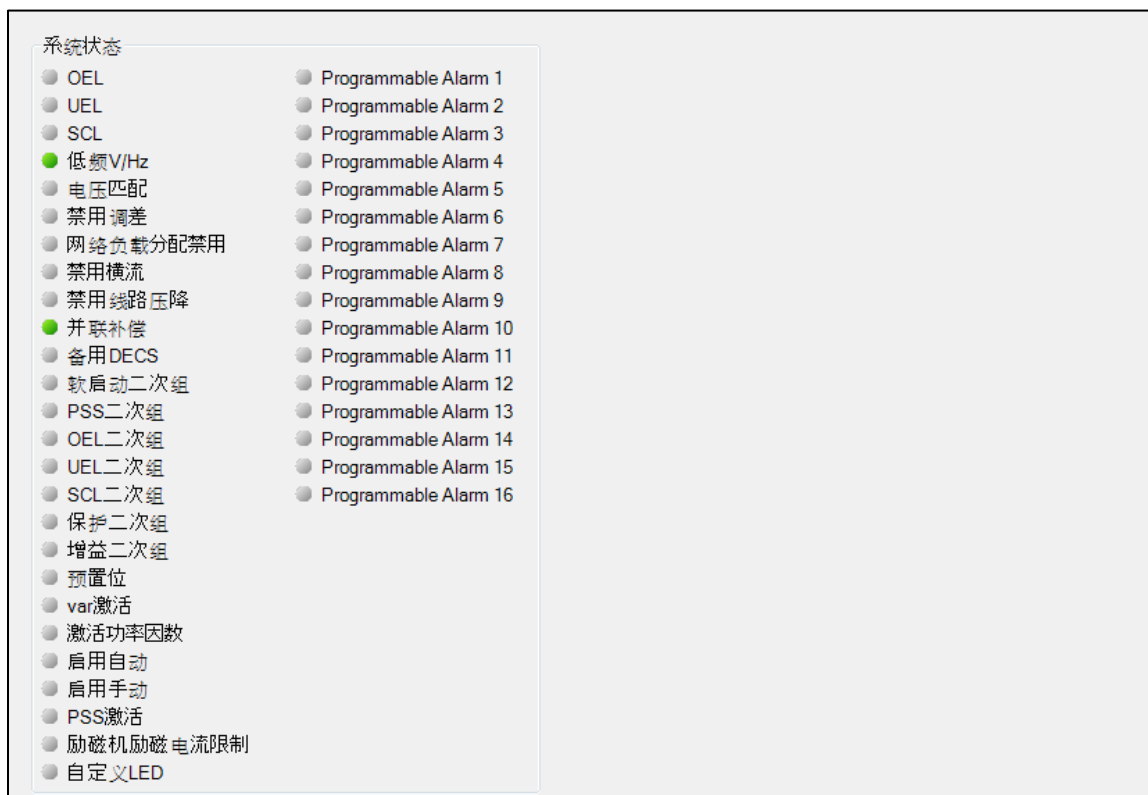 系统状态
OEL
UEL
SCL
低频V/Hz
电压匹配
禁用调差
网络负载分配禁用
禁用横流
禁用线路压降
并联补偿
备用DECS
软启动二次组
PSS二次组
OEL二次组
UEL二次组
SCL二次组
保护二次组
增益二次组
预置位
var激活
激活功率因数
启用自动
启用手动
PSS激活
励磁机励磁电流限制
自定义LED
Programmable Alarm 1
Programmable Alarm 2
Programmable Alarm 3
Programmable Alarm 4
Programmable Alarm 5
Programmable Alarm 6
Programmable Alarm 7
Programmable Alarm 8
Programmable Alarm 9
Programmable Alarm 10
Programmable Alarm 11
Programmable Alarm 12
Programmable Alarm 13
Programmable Alarm 14
Programmable Alarm 15
Programmable Alarm 16